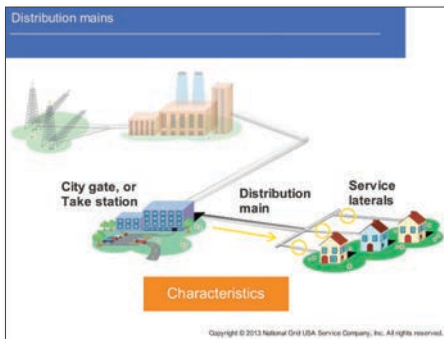 Distribution mains
City gate, or
Take station
Distribution
main
Service
laterals
Characteristics
Copyright © 2013 National Grid USA Service Company, Inc. All rights reserved.